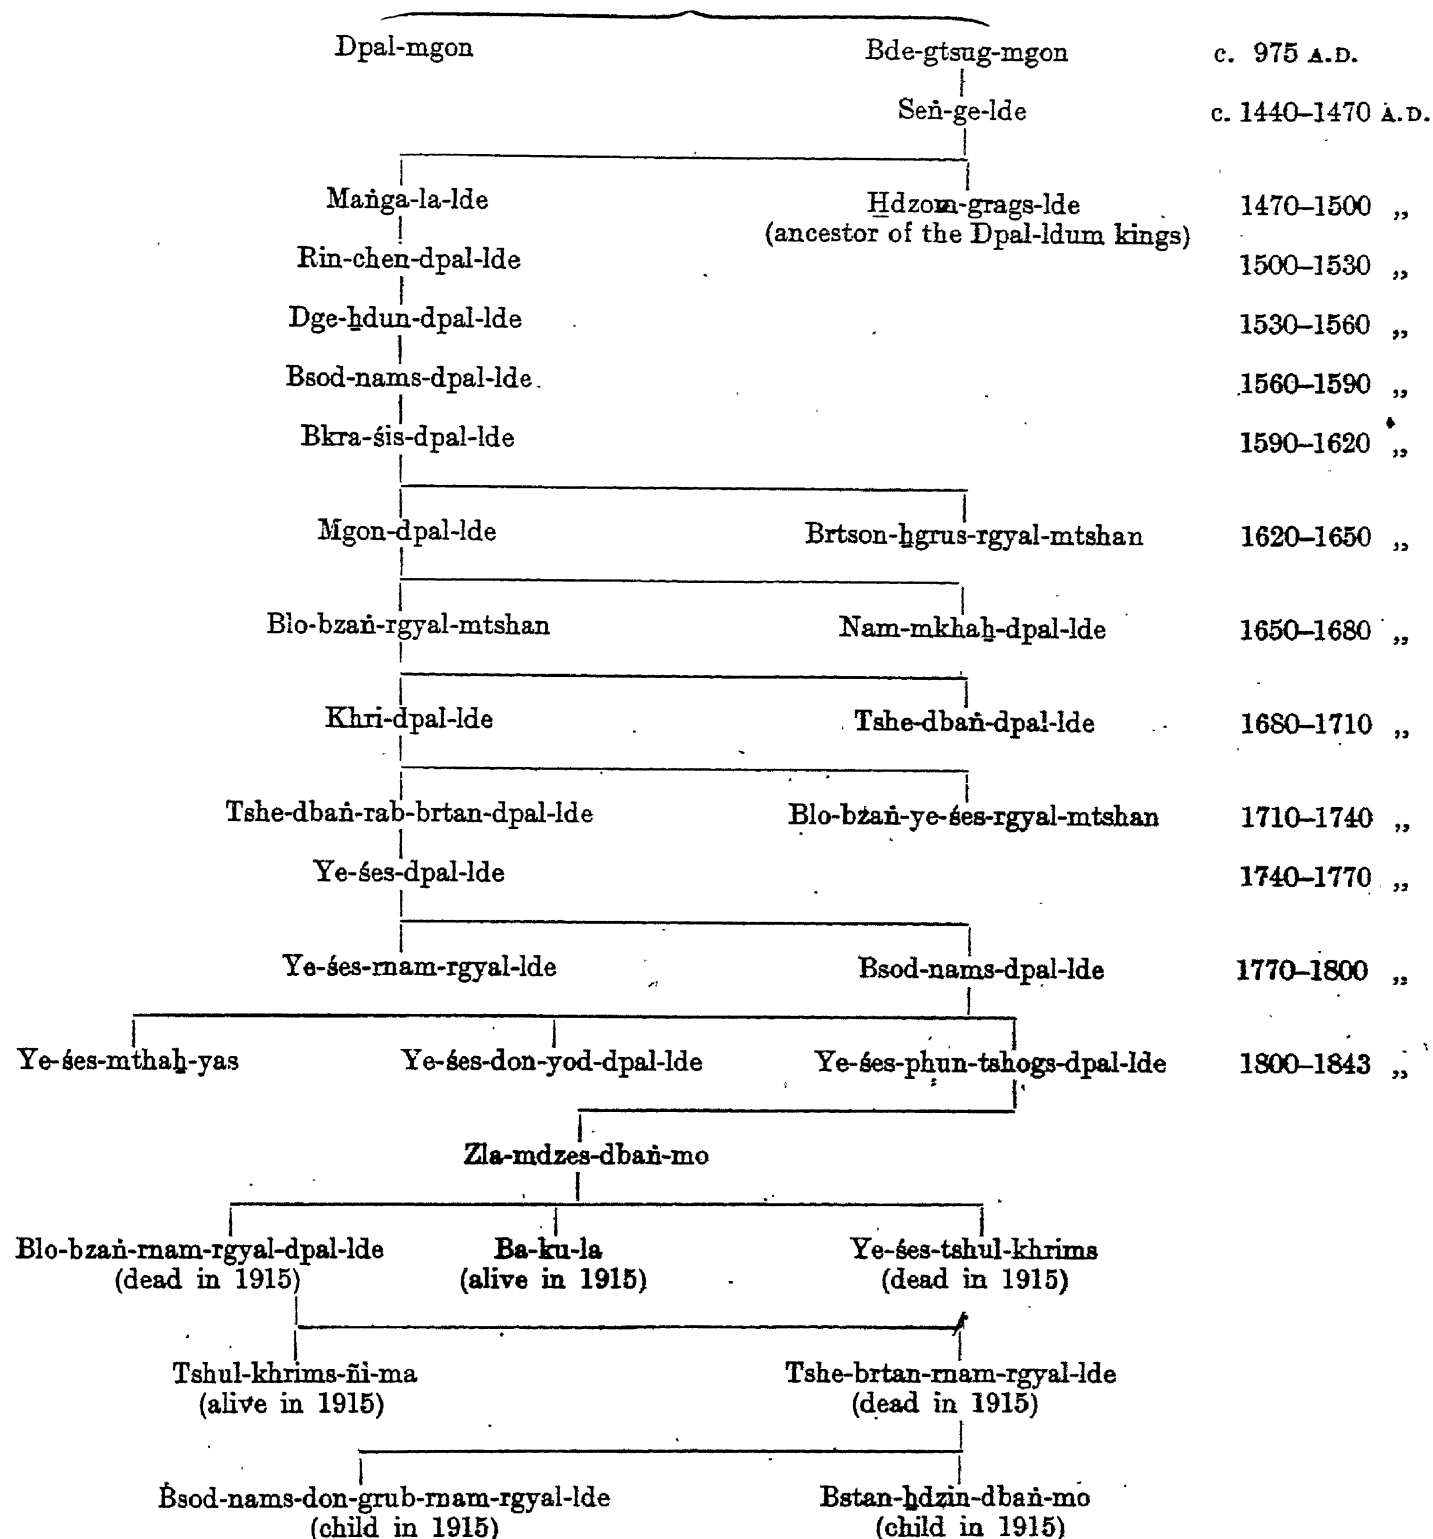 Dpal-mgon Bde-gtsug-mgon c. 975 A.D.
Seṅ-ge-lde c. 1440–1470 A.D.
Maṅga-la-lde H̱dzom-grags-lde 1470–1500 „
(ancestor of the Dpal-ldum kings)
Rin-chen-dpal-lde 1500–1530 „
Dge-ẖdun-dpal-lde 1530–1560 „
Bsod-nams-dpal-lde 1560–1590 „
Bkra-śis-dpal-lde 1590–1620 „
Mgon-dpal-lde Brtson-ẖgrus-rgyal-mtshan 1620–1650 „
Blo-bzaṅ-rgyal-mtshan Nam-mkhaẖ-dpal-lde 1650–1680 „
Khri-dpal-lde Tshe-dbaṅ-dpal-lde 1680–1710 „
Tshe-dbaṅ-rab-brtan-dpal-lde Blo-bzaṅ-ye-śes-rgyal-mtshan 1710–1740 „
Ye-śes-dpal-lde 1740–1770 „
Ye-śes-rnam-rgyal-lde Bsod-nams-dpal-lde 1770–1800 „
Ye-śes-mthaẖ-yas Ye-śes-don-yod-dpal-lde Ye-śes-phun-tshogs-dpal-lde 1800–1843 „
Zla-mdzes-dbaṅ-mo
Blo-bzaṅ-rnam-rgyal-dpal-lde Ba-ku-la Ye-śes-tshul-khrims
(dead in 1915) (alive in 1915) (dead in 1915)
Tshul-khrims-ñi-ma Tshe-brtan-rnam-rgyal-lde
(alive in 1915) (dead in 1915)
Bsod-nams-don-grub-rnam-rgyal-lde Bstan-ẖdzin-dbaṅ-mo
(child in 1915) (child in 1915)